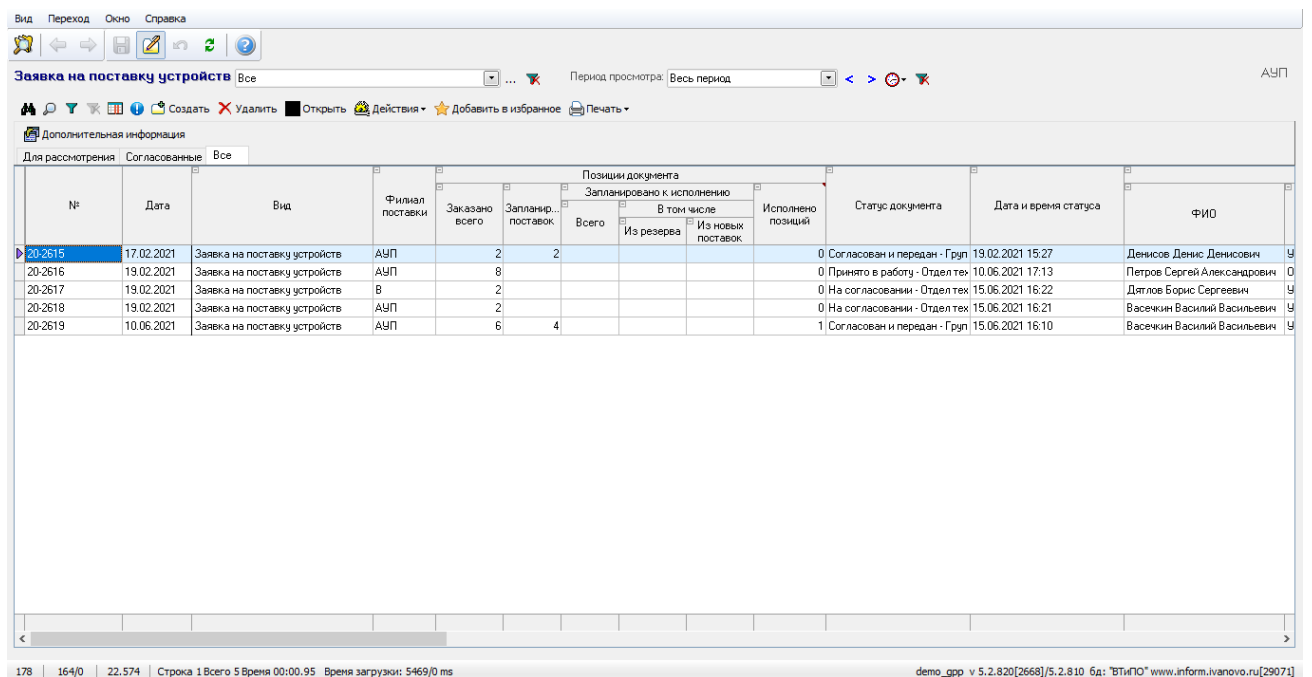 Вид Переход Окно Справка
Заявка на поставку устройств Все ... Период просмотра: Весь период < > АУП
Создать Удалить Открыть Действия Добавить в избранное Печать
Дополнительная информация
Для рассмотрения Согласованные Все
№ Дата Вид Филиал поставки Позиции документа Статус документа Дата и время статуса ФИО
Заказано всего Запланир... поставок Запланировано к исполнению Исполнено позиций
Всего В том числе
Из резерва Из новых поставок
20-2615 17.02.2021 Заявка на поставку устройств АУП 2 2 0 Согласован и передан - Груп 19.02.2021 15:27 Денисов Денис Денисович У
20-2616 19.02.2021 Заявка на поставку устройств АУП 8 0 Принято в работу - Отдел тех 10.06.2021 17:13 Петров Сергей Александрович О
20-2617 19.02.2021 Заявка на поставку устройств В 2 0 На согласовании - Отдел тех 15.06.2021 16:22 Дятлов Борис Сергеевич У
20-2618 19.02.2021 Заявка на поставку устройств АУП 2 0 На согласовании - Отдел тех 15.06.2021 16:21 Васечкин Василий Васильевич У
20-2619 10.06.2021 Заявка на поставку устройств АУП 6 4 1 Согласован и передан - Груп 15.06.2021 16:10 Васечкин Василий Васильевич У
178 164/0 22.574 Строка 1 Всего 5 Время 00:00.95 Время загрузки: 5469/0 ms demo_gpp v 5.2.820[2668]/5.2.810 бд: "ВТиПО" www.inform.ivanovo.ru[29071]